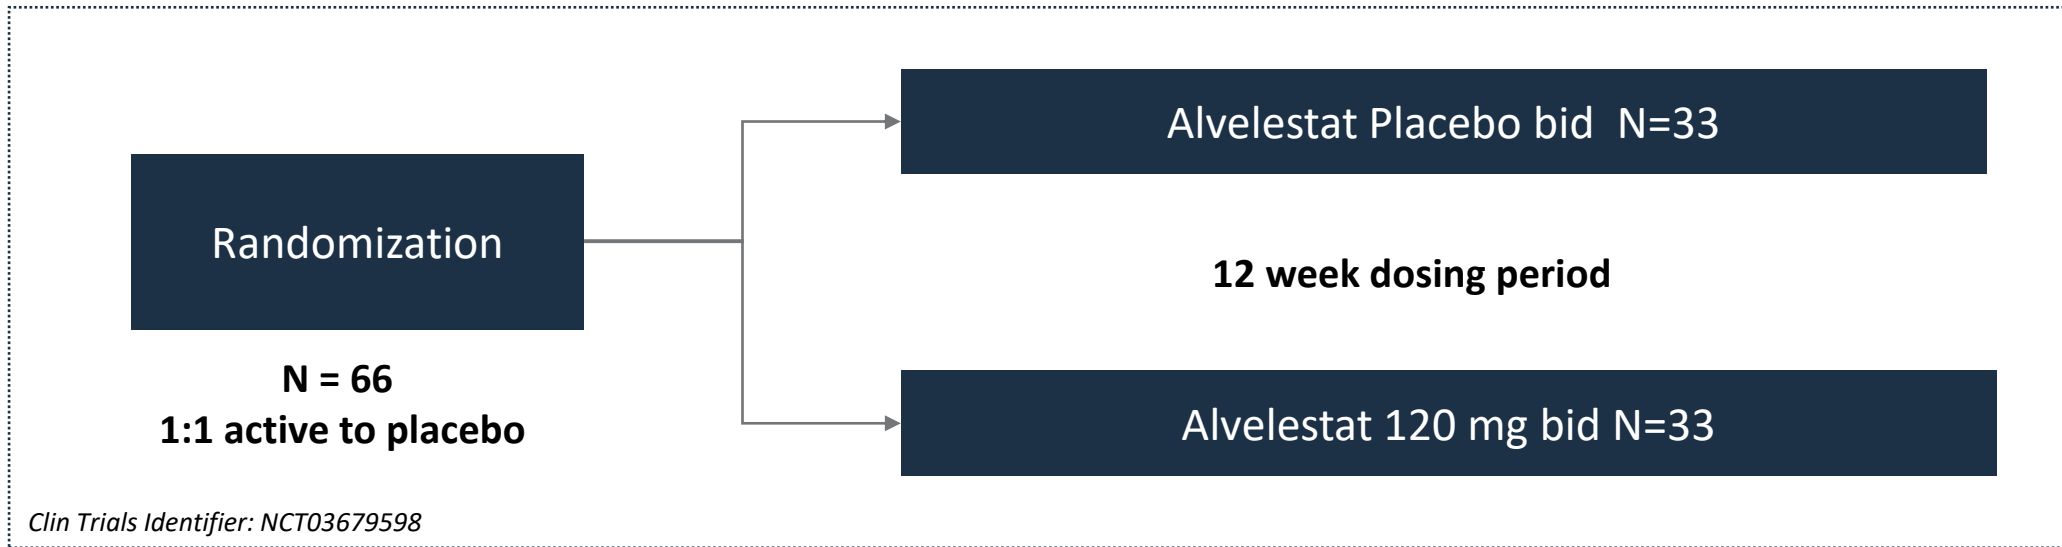 Alvelestat Placebo bid  N=33
Randomization
12 week dosing period
N = 66
1:1 active to placebo
Alvelestat 120 mg bid N=33
Clin Trials Identifier: NCT03679598